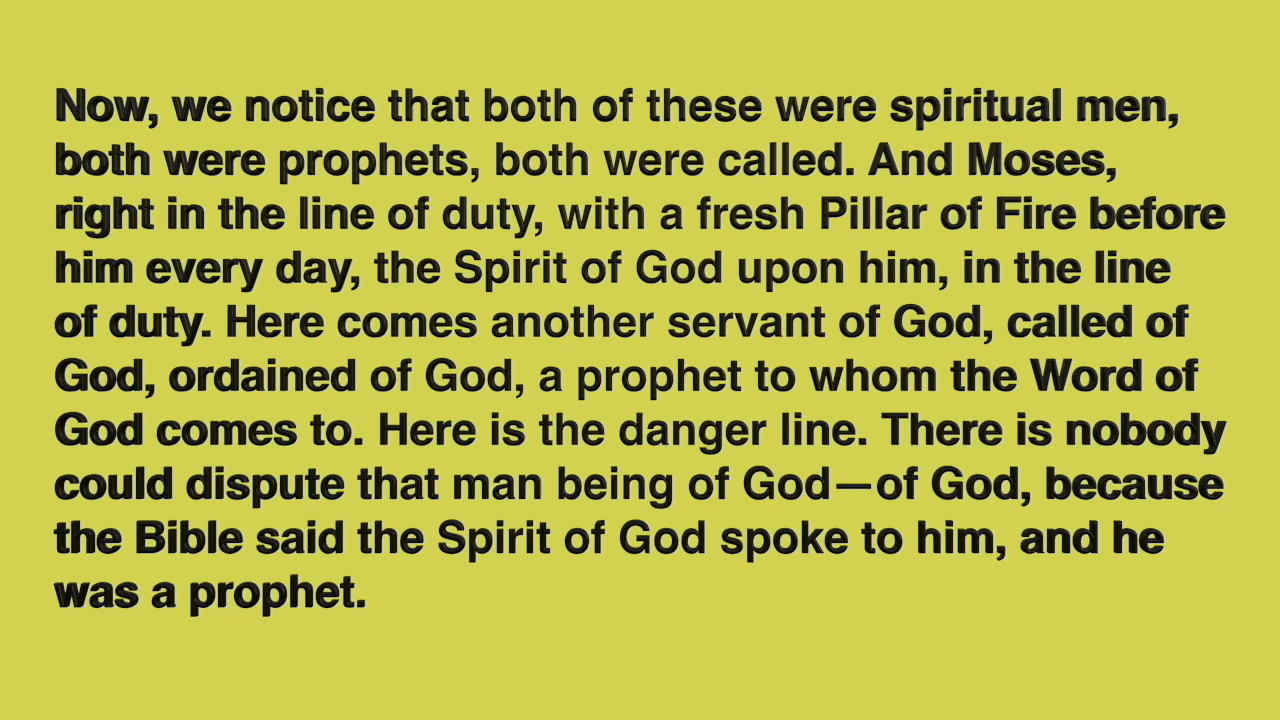 Now, we notice that both of these were spiritual men,
both were prophets, both were called. And Moses,
right in the line of duty, with a fresh Pillar of Fire before
him every day, the Spirit of God upon him, in the line
of duty. Here comes another servant of God, called of
God, ordained of God, a prophet to whom the Word of
God comes to. Here is the danger line. There is nobody
could dispute that man being of God—of God, because
the Bible said the Spirit of God spoke to him, and he
was a prophet.